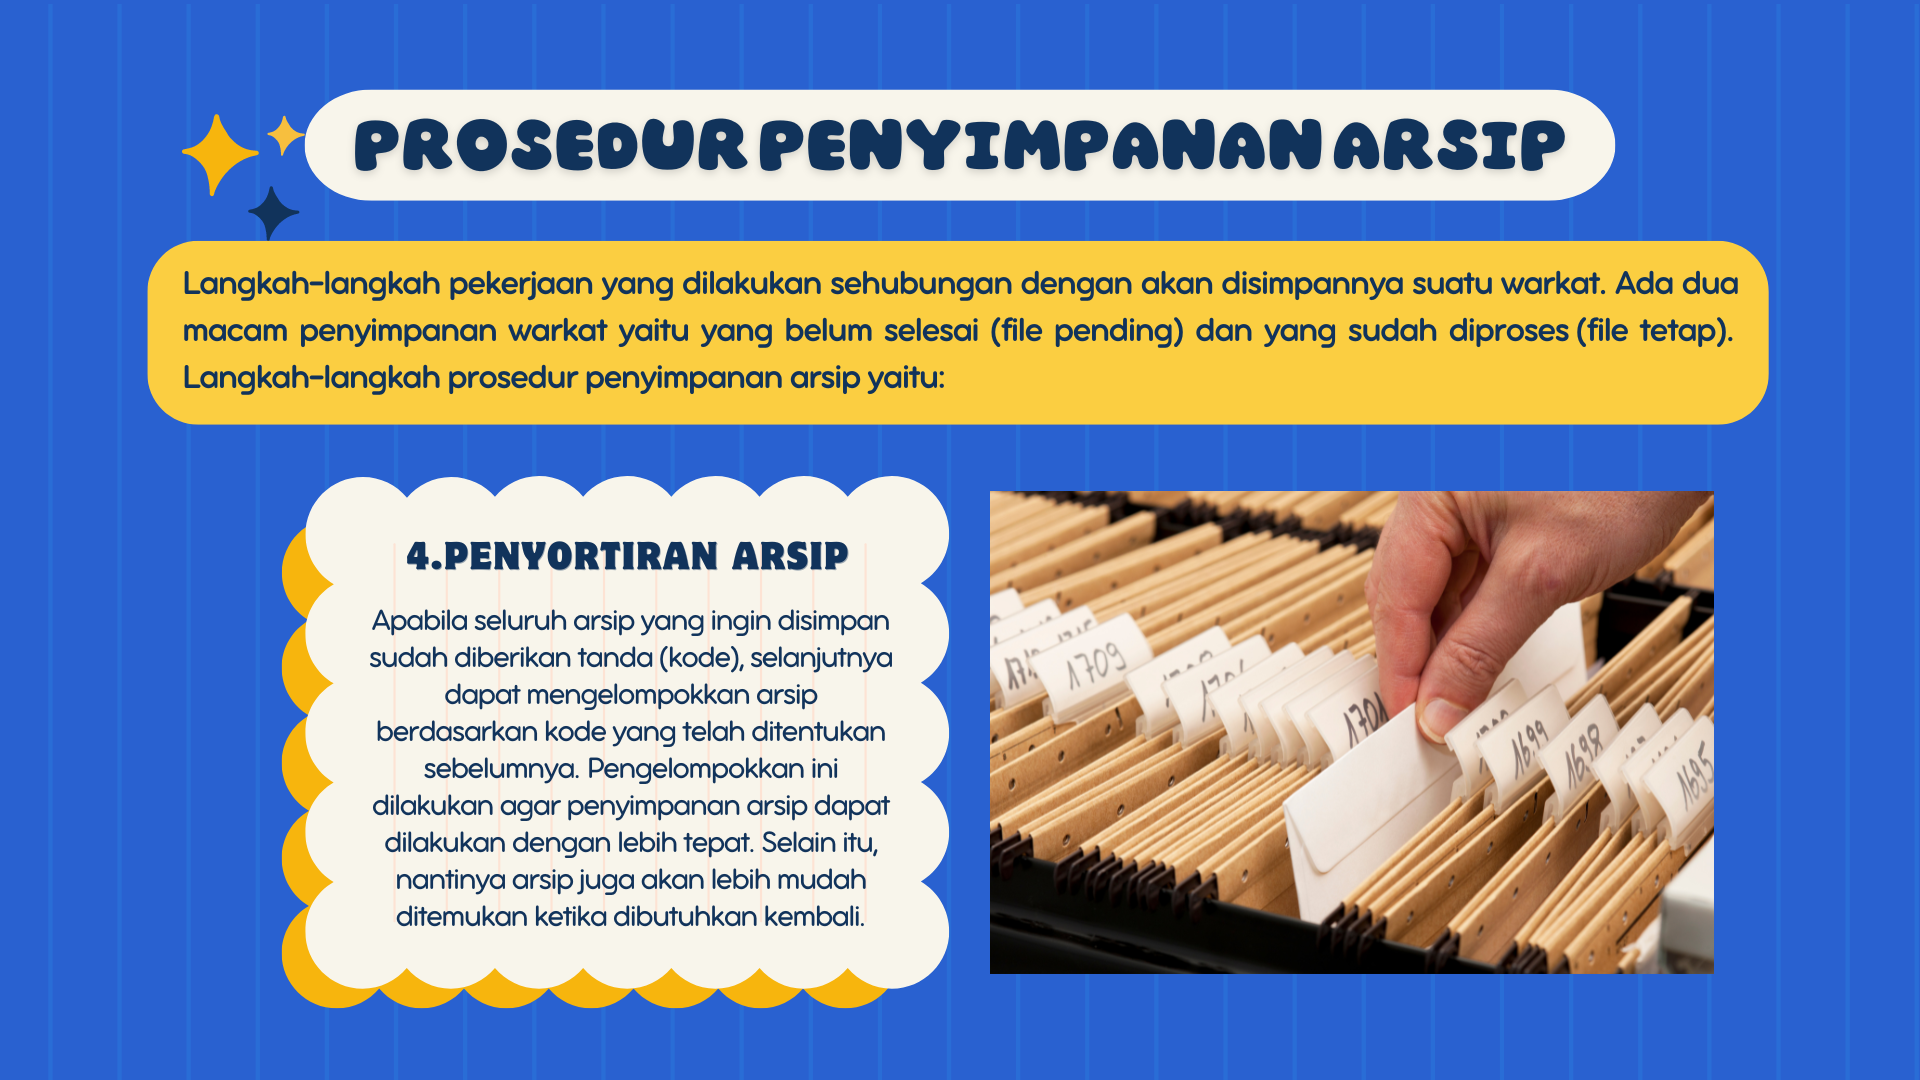 PROSEDUR PENYIMPANAN ARSIP
Langkah-langkah pekerjaan yang dilakukan sehubungan dengan akan disimpannya suatu warkat. Ada dua
macam penyimpanan warkat yaitu yang belum selesai (file pending) dan yang sudah diproses (file tetap).
Langkah-langkah prosedur penyimpanan arsip yaitu:
4.PENYORTIRAN ARSIP
Apabila seluruh arsip yang ingin disimpan
sudah diberikan tanda (kode), selanjutnya
dapat mengelompokkan arsip
berdasarkan kode yang telah ditentukan
sebelumnya. Pengelompokkan ini
dilakukan agar penyimpanan arsip dapat
dilakukan dengan lebih tepat. Selain itu,
nantinya arsip juga akan lebih mudah
ditemukan ketika dibutuhkan kembali.
1709
1701
1699
1698
1695